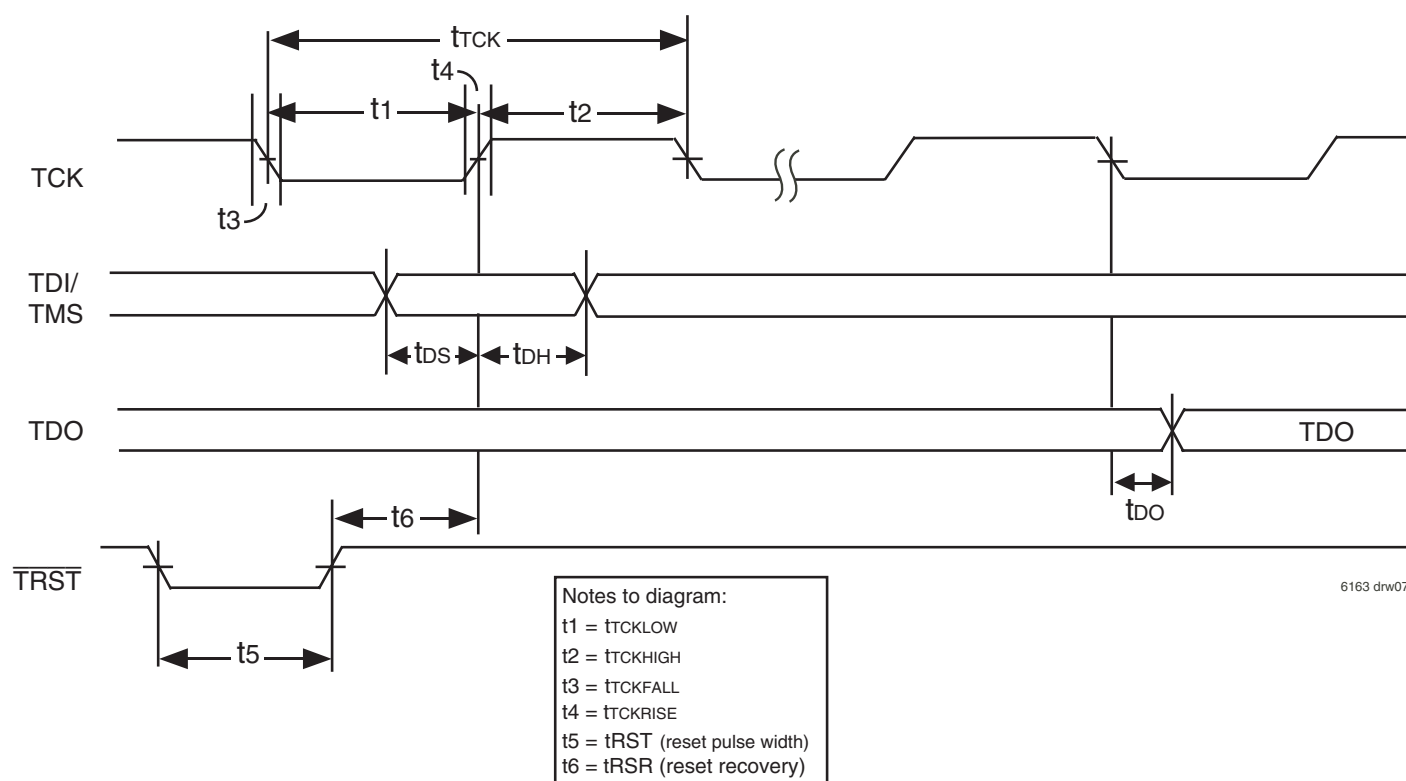 tTCK
t4
t1
t2
TCK
t3
TDI/
TMS
tDS
tDH
TDO
TDO
tDO
t6
TRST
6163 drw07
t5
Notes to diagram:
t1 = tTCKLOW
t2 = tTCKHIGH
t3 = tTCKFALL
t4 = tTCKRISE
t5 = tRST (reset pulse width)
t6 = tRSR (reset recovery)